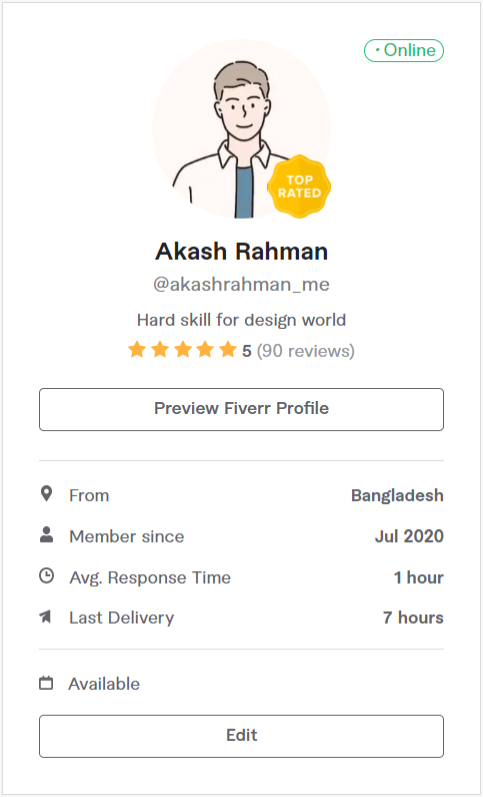 · Online
TOP
RATED
Akash Rahman
@akashrahman_me
Hard skill for design world
5 (90 reviews)
Preview Fiverr Profile
From Bangladesh
Member since Jul 2020
Avg. Response Time 1 hour
Last Delivery 7 hours
Available
Edit